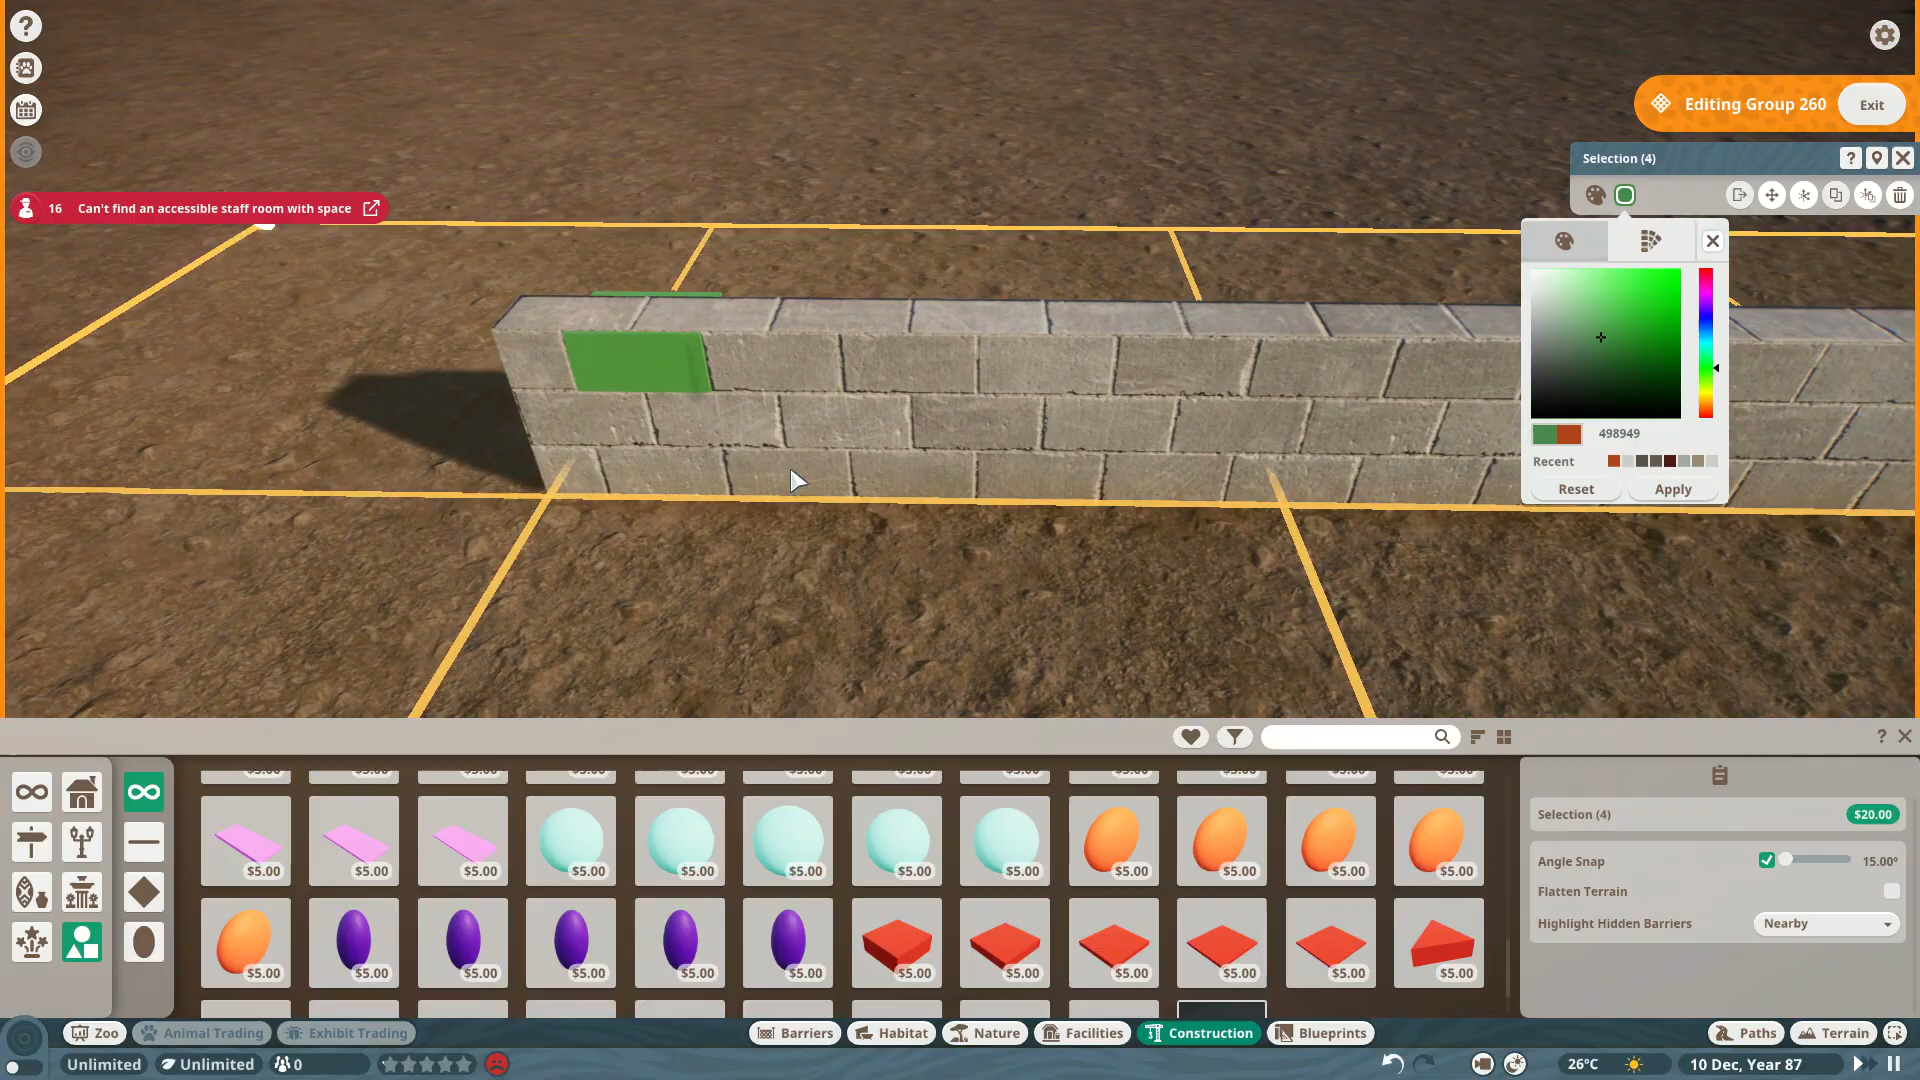 ?
Editing Group 260
Exit
Selection (4)
?
16 Can't find an accessible staff room with space
498949
Recent
Reset
Apply
?
$5.00 $5.00 $5.00 $5.00 $5.00 $5.00 $5.00 $5.00 $5.00 $5.00 $5.00 $5.00
$5.00 $5.00 $5.00 $5.00 $5.00 $5.00 $5.00 $5.00 $5.00 $5.00 $5.00 $5.00
Selection (4) $20.00
Angle Snap 15.00°
Flatten Terrain
Highlight Hidden Barriers Nearby
Zoo Animal Trading Exhibit Trading Barriers Habitat Nature Facilities Construction Blueprints Paths Terrain
Unlimited Unlimited 0 26°C 10 Dec, Year 87